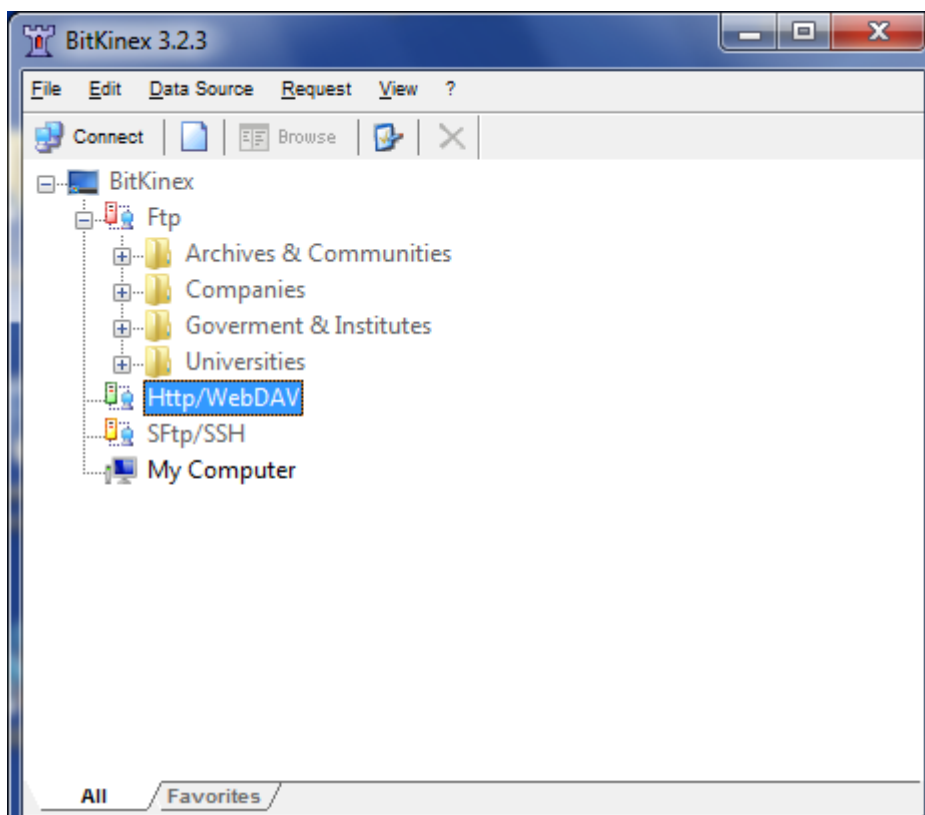 BitKinex 3.2.3
File Edit Data Source Request View ?
Connect Browse
BitKinex
Ftp
Archives & Communities
Companies
Goverment & Institutes
Universities
Http/WebDAV
SFtp/SSH
My Computer
All Favorites